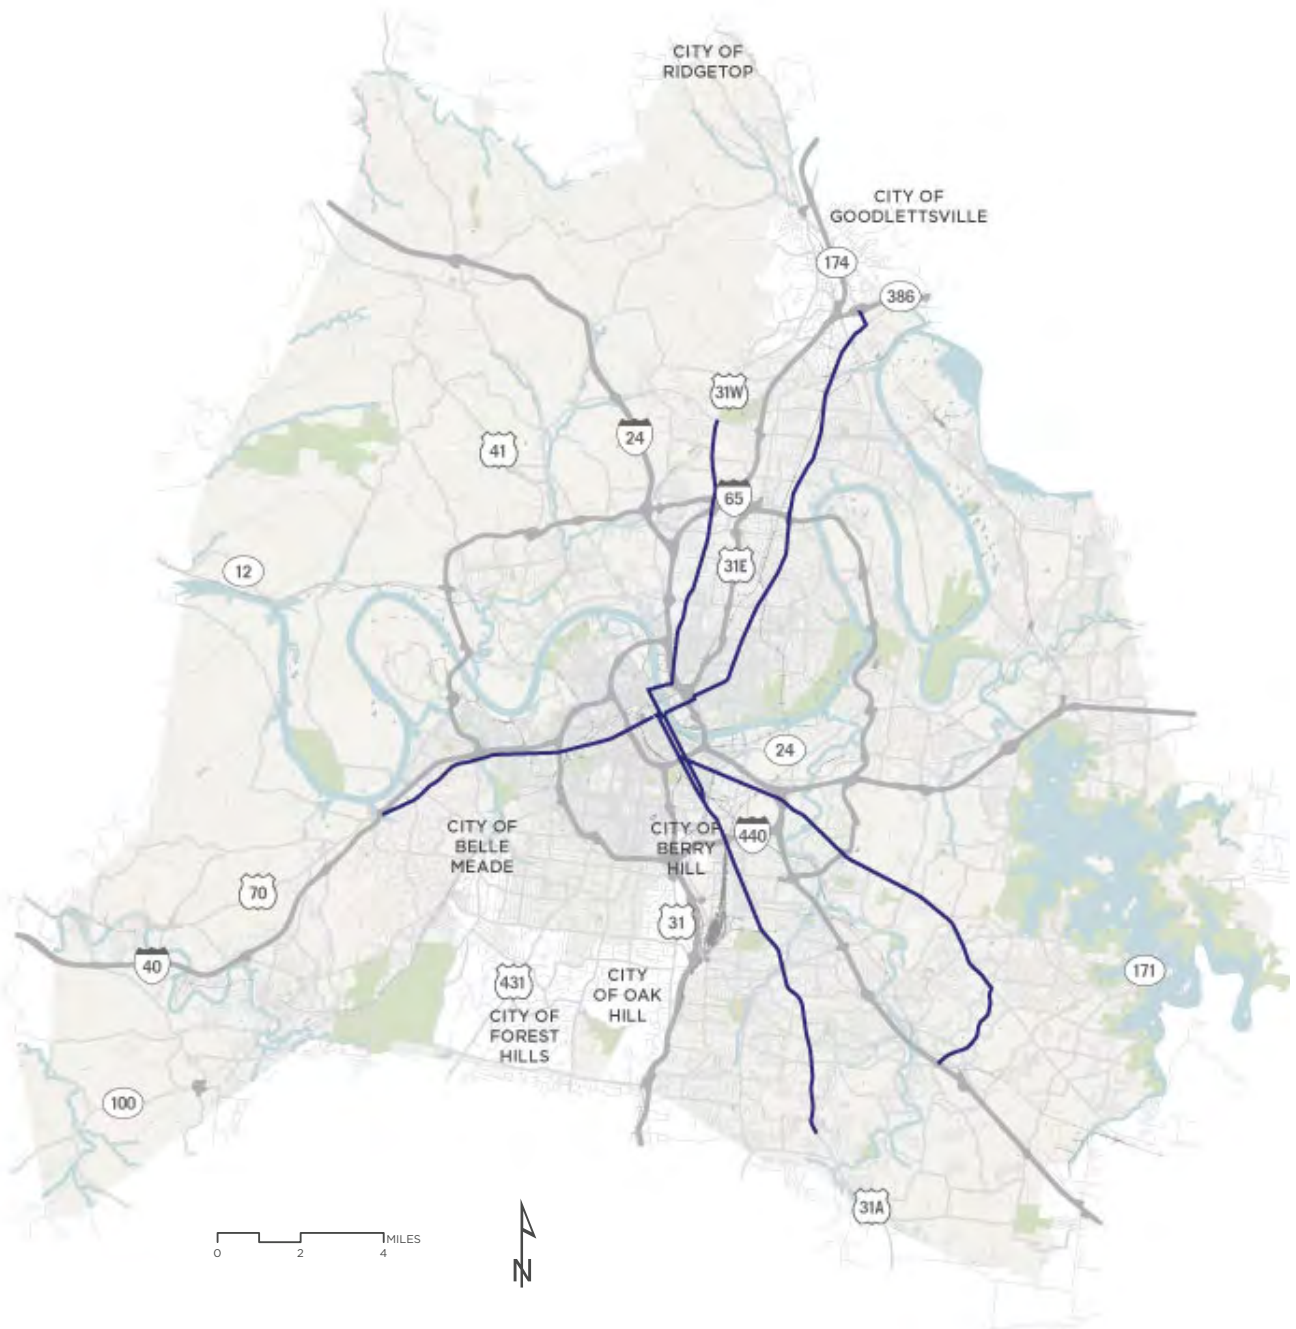 CITY OF
RIDGETOP
CITY OF
GOODLETTSVILLE
174
386
31W
24
41
65
31E
12
24
CITY OF
BELLE
MEADE
CITY OF
BERRY
HILL
440
70
31
40
431
CITY
OF OAK
HILL
171
CITY OF
FOREST
HILLS
100
31A
0
2
4
MILES
N